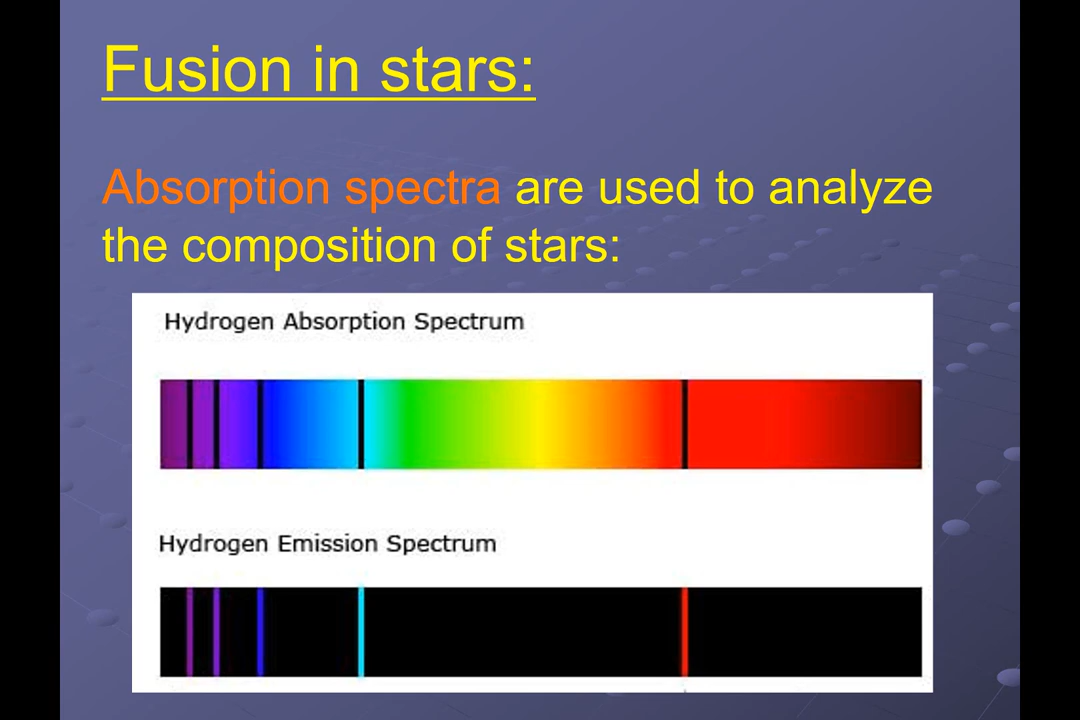 Fusion in stars:
Absorption spectra are used to analyze
the composition of stars:
Hydrogen Absorption Spectrum
Hydrogen Emission Spectrum